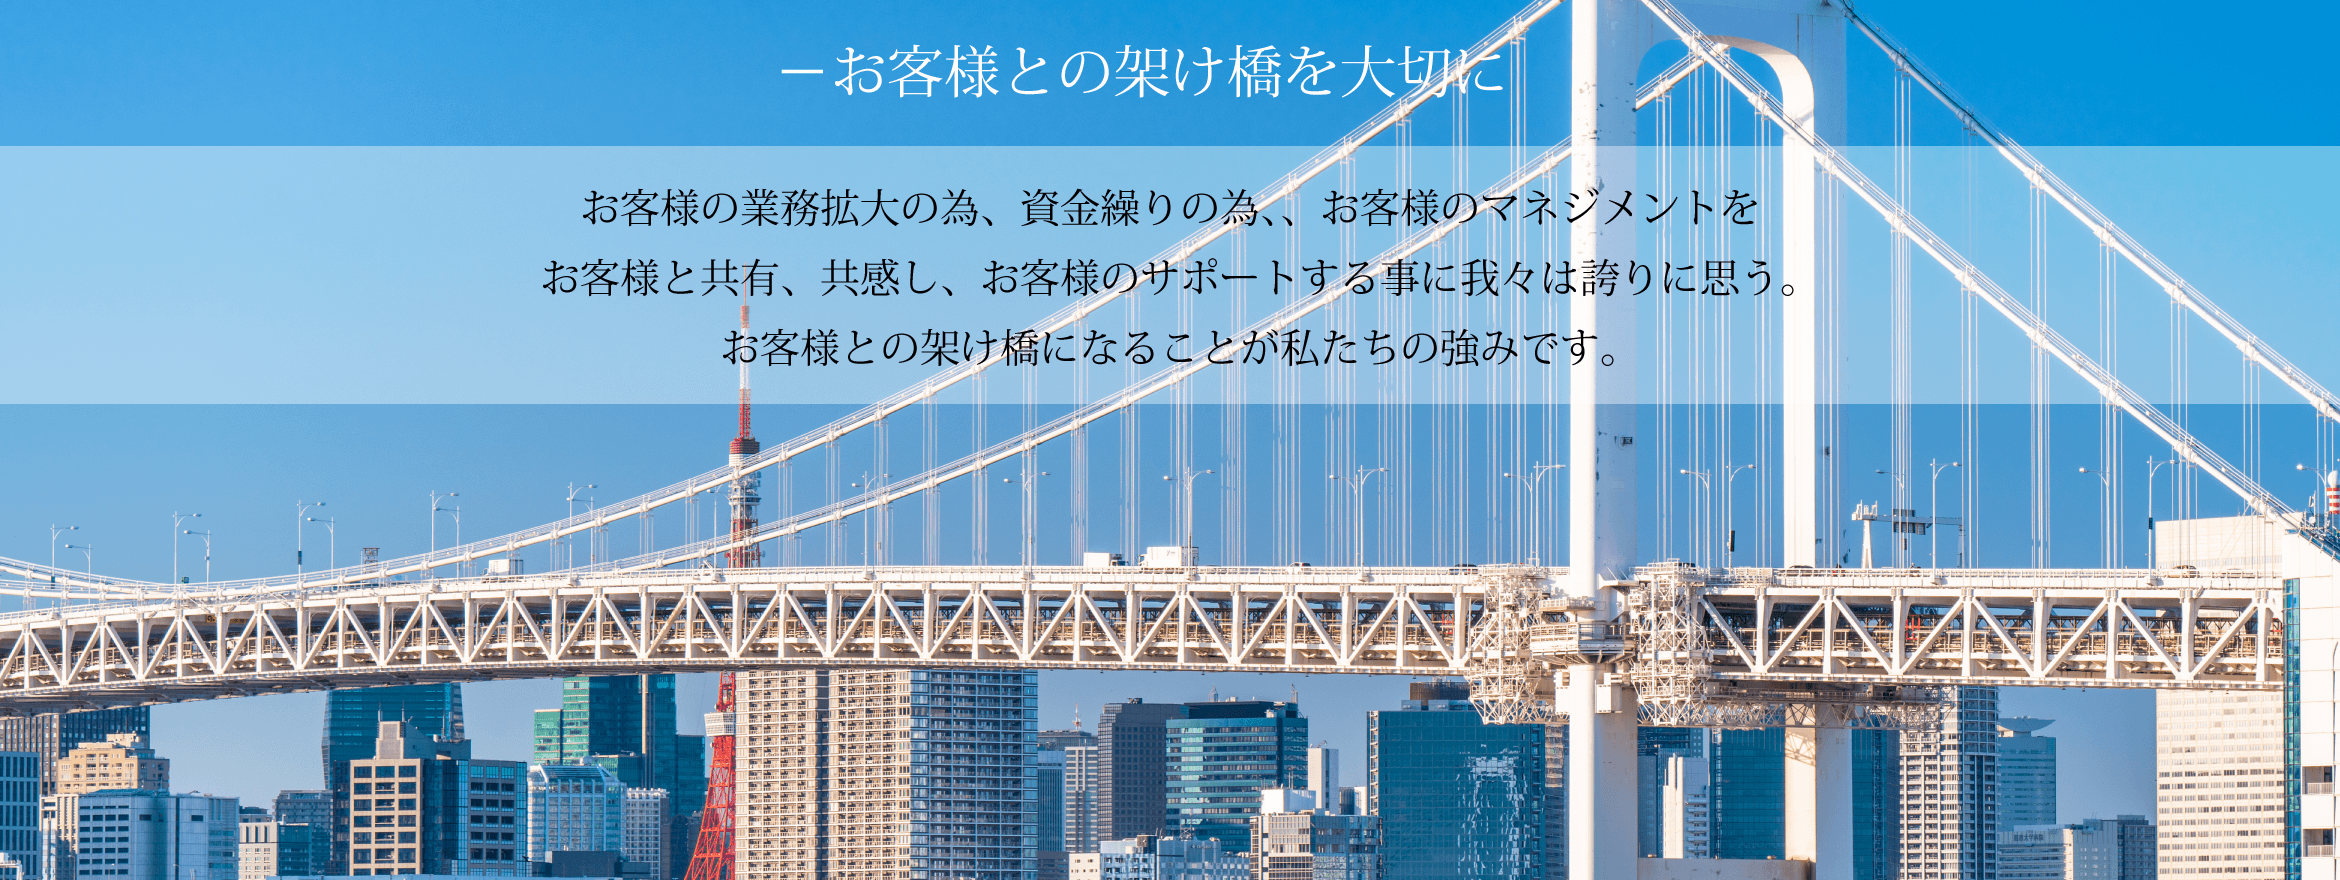 －お客様との架け橋を大切に
お客様の業務拡大の為、資金繰りの為、、お客様のマネジメントを
お客様と共有、共感し、お客様のサポートする事に我々は誇りに思う。
お客様との架け橋になることが私たちの強みです。